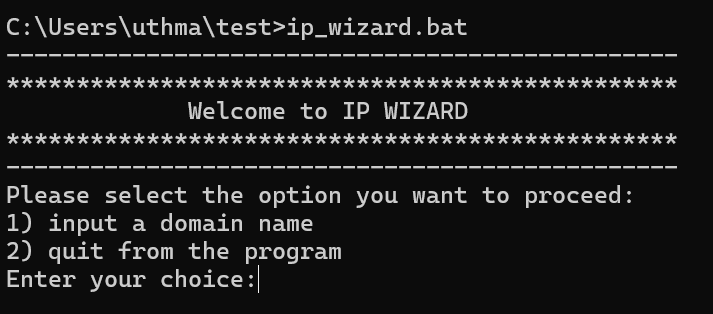 C:\Users\uthma\test>ip_wizard.bat
------------------------------------------------
************************************************
             Welcome to IP WIZARD
************************************************
------------------------------------------------
Please select the option you want to proceed:
1) input a domain name
2) quit from the program
Enter your choice: